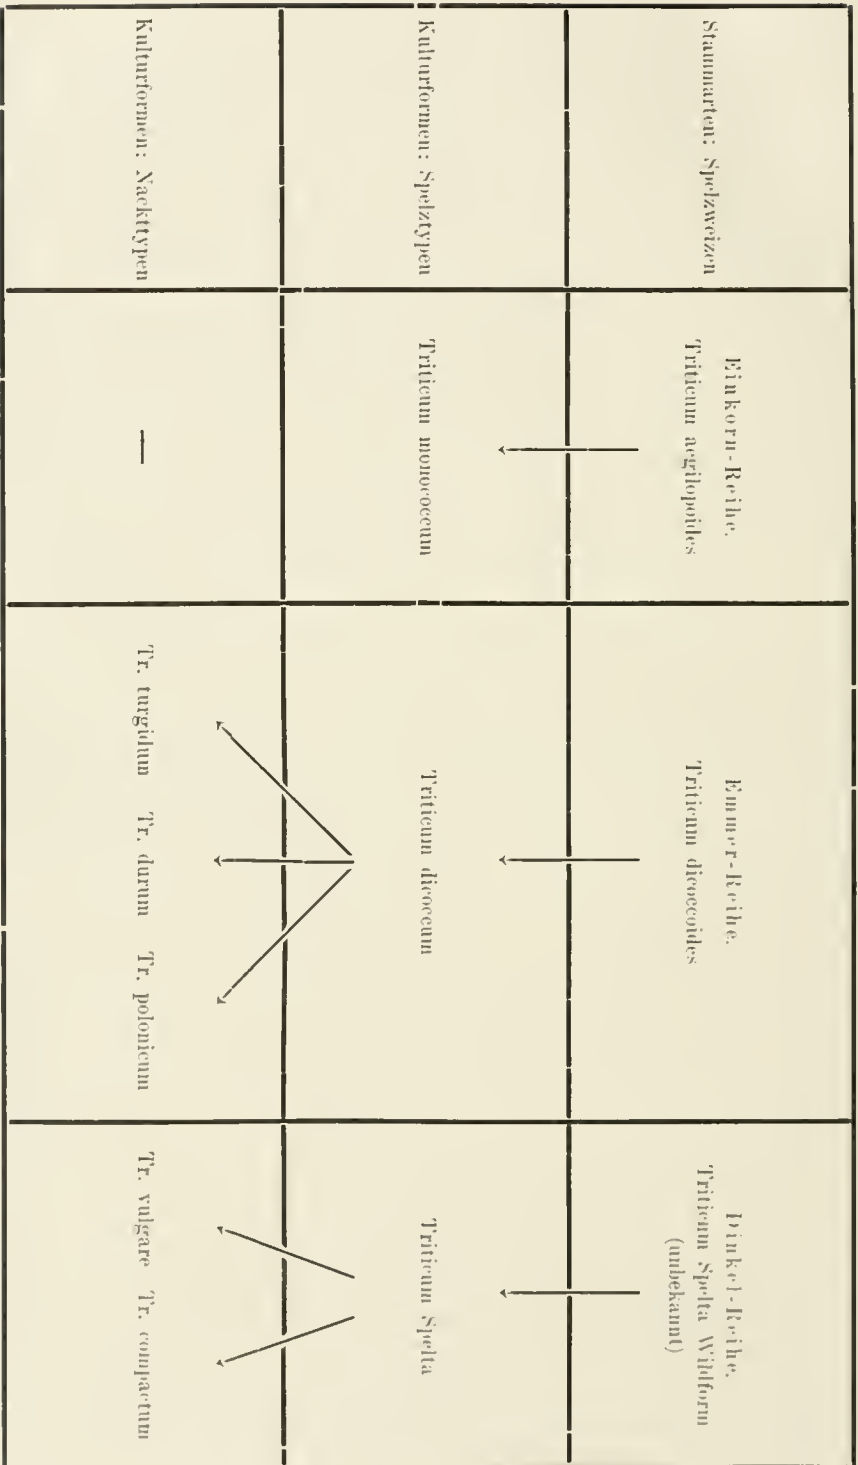 Stammarten: Spelzweizen
Einkorn-Reihe.
Triticum aegilopoides
Emmer-Reihe.
Triticum dicoccoides
Dinkel-Reihe.
Triticum Spelta Wildform
(unbekannt)
Kulturformen: Spelztypen
Triticum monococcum
Triticum dicoccum
Triticum Spelta
Kulturformen: Nackttypen
—
Tr. turgidum Tr. durum Tr. polonicum
Tr. vulgare Tr. compactum